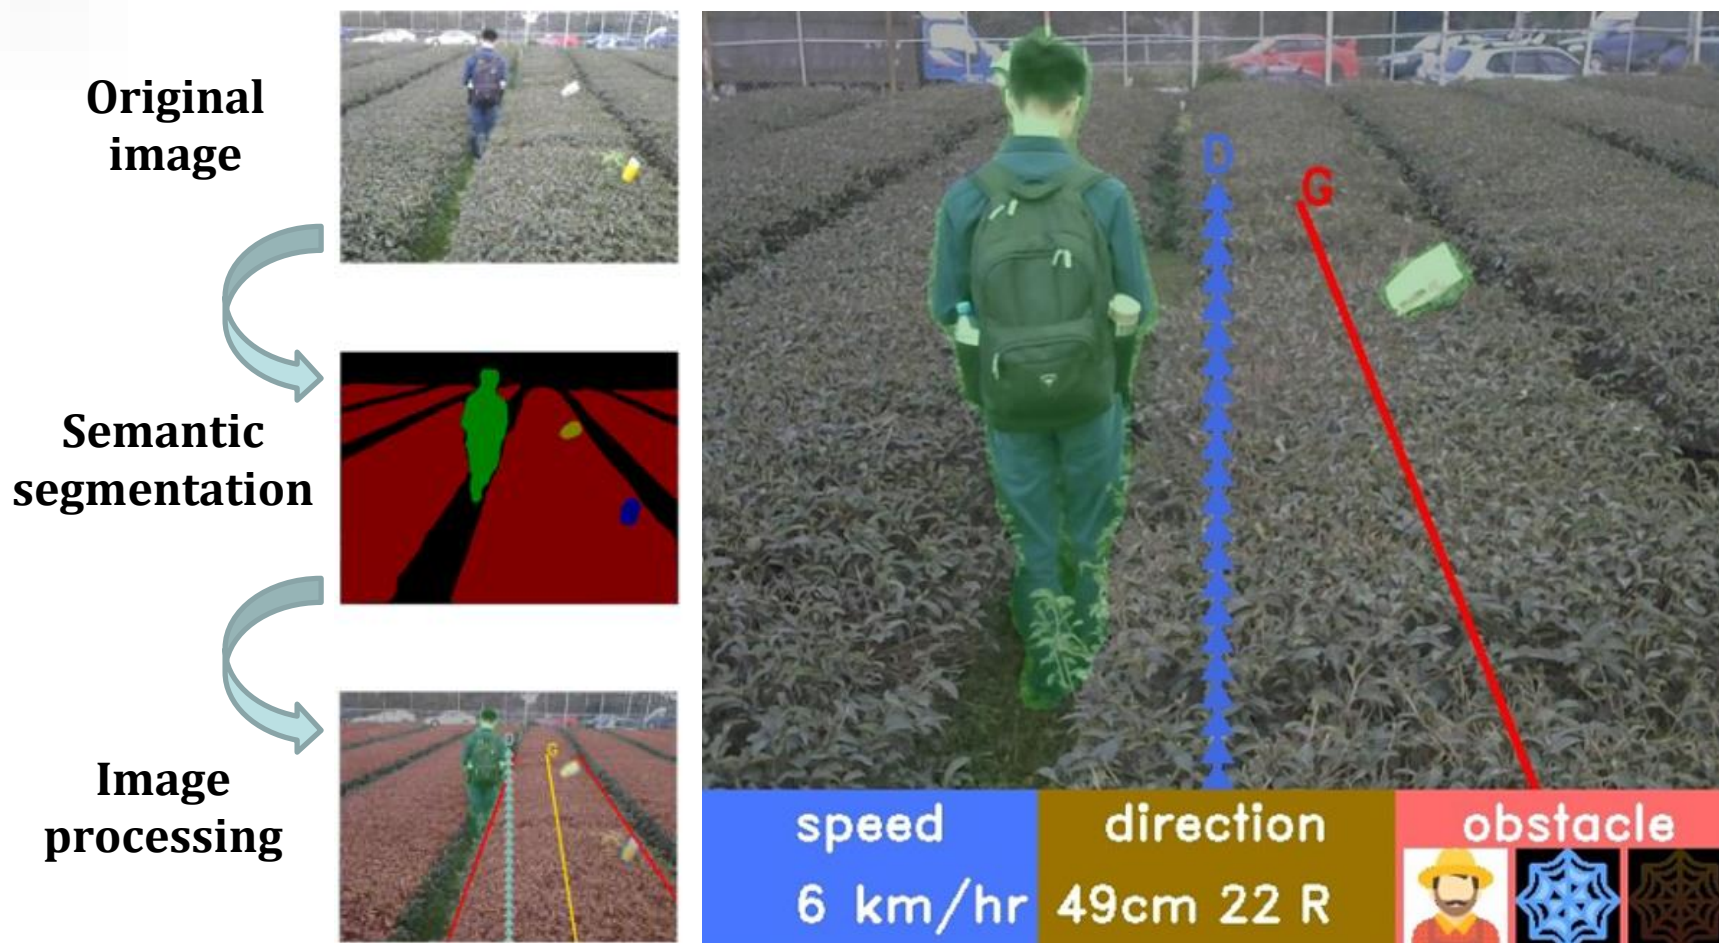 Original
image
Semantic
segmentation
Image
processing
D
G
D
G
speed
direction
obstacle
6 km/hr
49cm 22 R